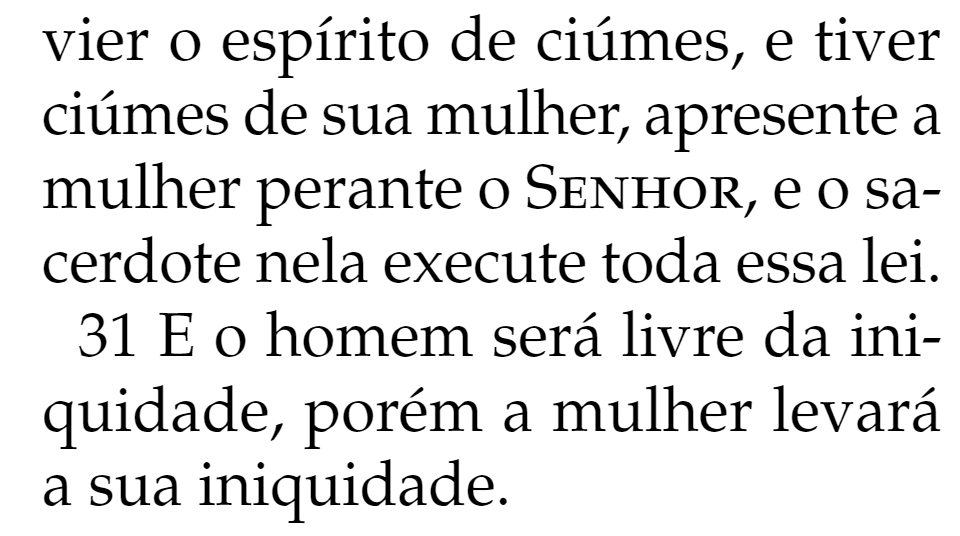 vier o espírito de ciúmes, e tiver
ciúmes de sua mulher, apresente a
mulher perante o SENHOR, e o sa-
cerdote nela execute toda essa lei.
31 E o homem será livre da ini-
quidade, porém a mulher levará
a sua iniquidade.